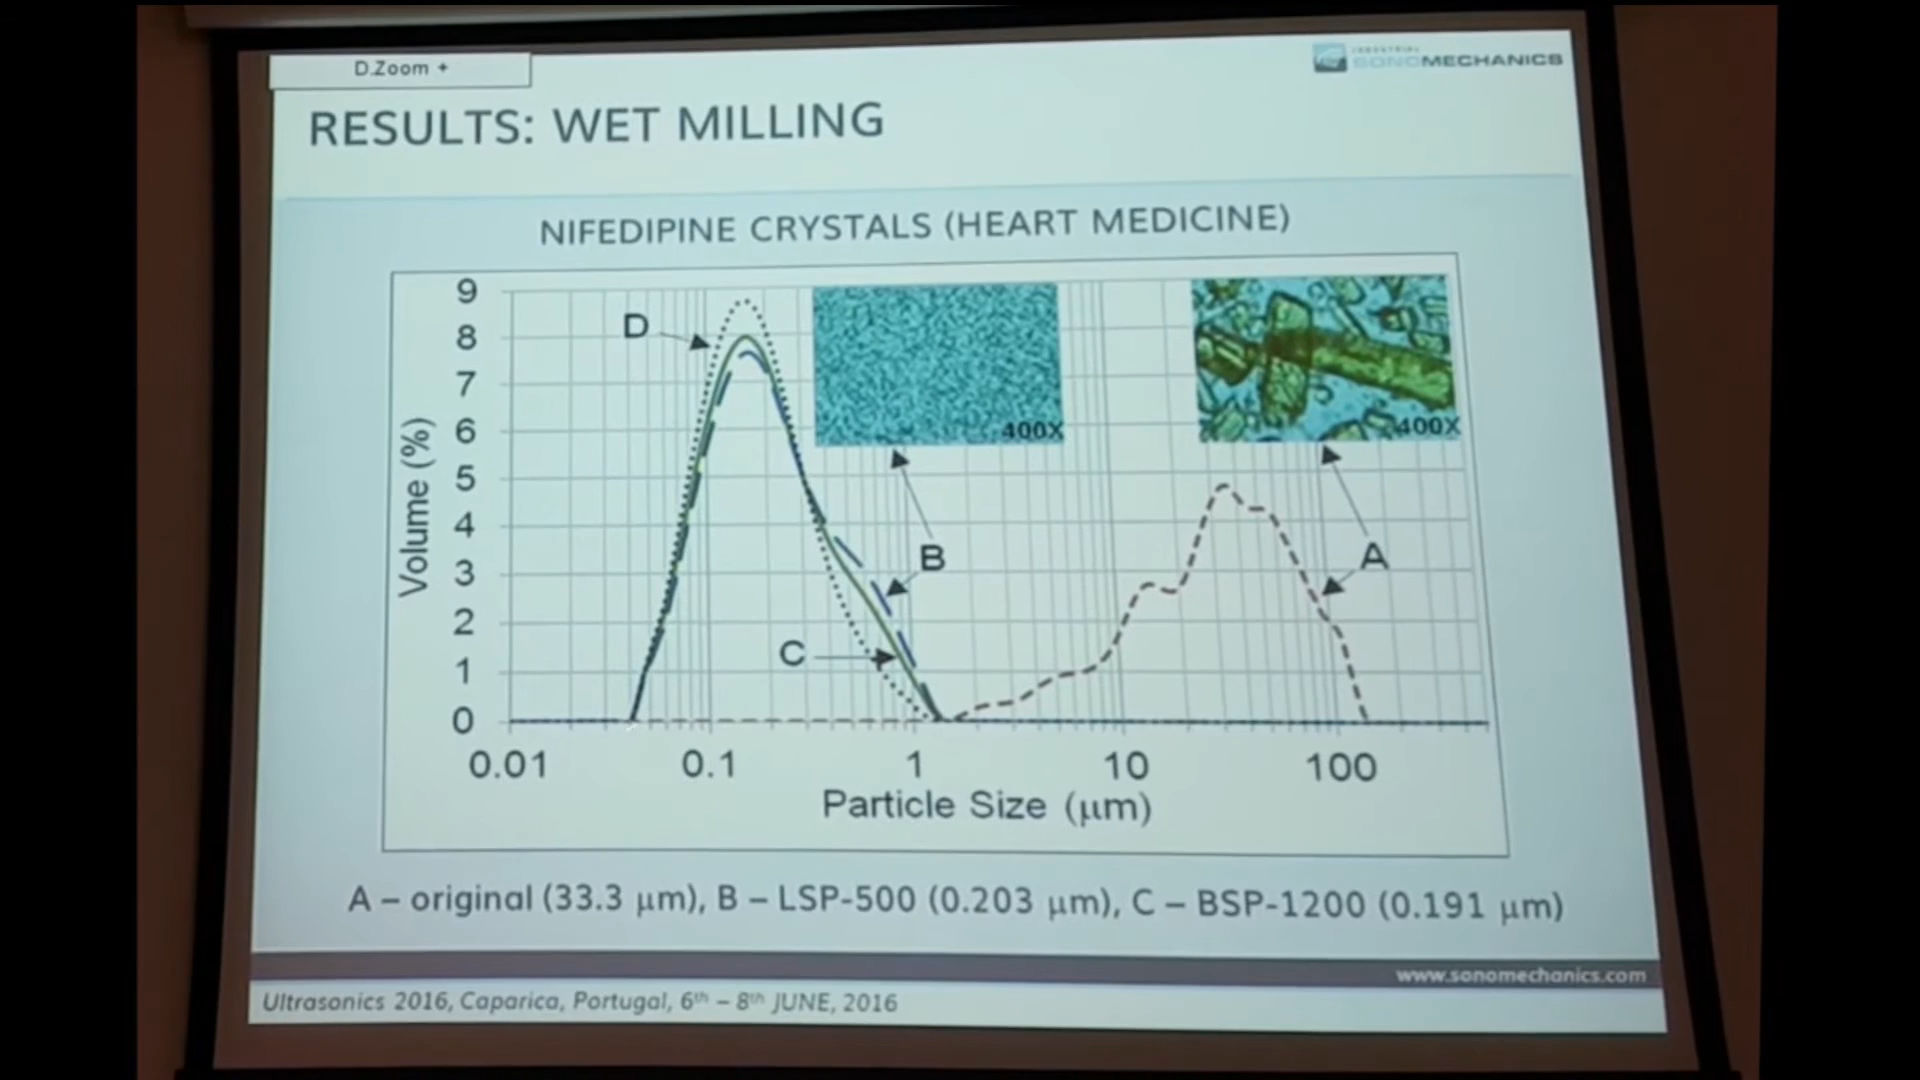 D.Zoom +
INDUSTRIAL
SONOMECHANICS
RESULTS: WET MILLING
NIFEDIPINE CRYSTALS (HEART MEDICINE)
9
8
7
6
5
4
3
2
1
0
Volume (%)
D
400X
400X
B
A
C
0.01 0.1 1 10 100
Particle Size (μm)
A – original (33.3 μm), B – LSP-500 (0.203 μm), C – BSP-1200 (0.191 μm)
www.sonomechanics.com
Ultrasonics 2016, Caparica, Portugal, 6th – 8th JUNE, 2016